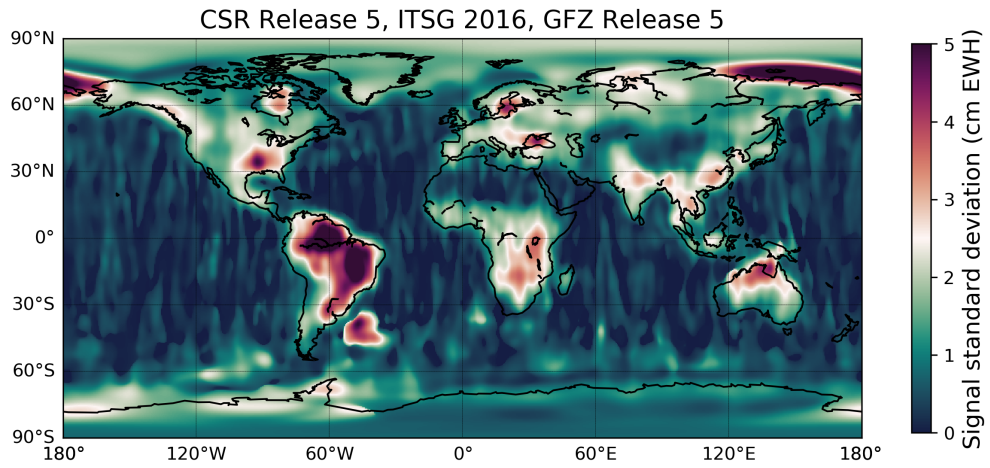 CSR Release 5, ITSG 2016, GFZ Release 5
90°N
60°N
30°N
0°
30°S
60°S
90°S
180°
120°W
60°W
0°
60°E
120°E
180°
5
4
3
2
1
0
Signal standard deviation (cm EWH)